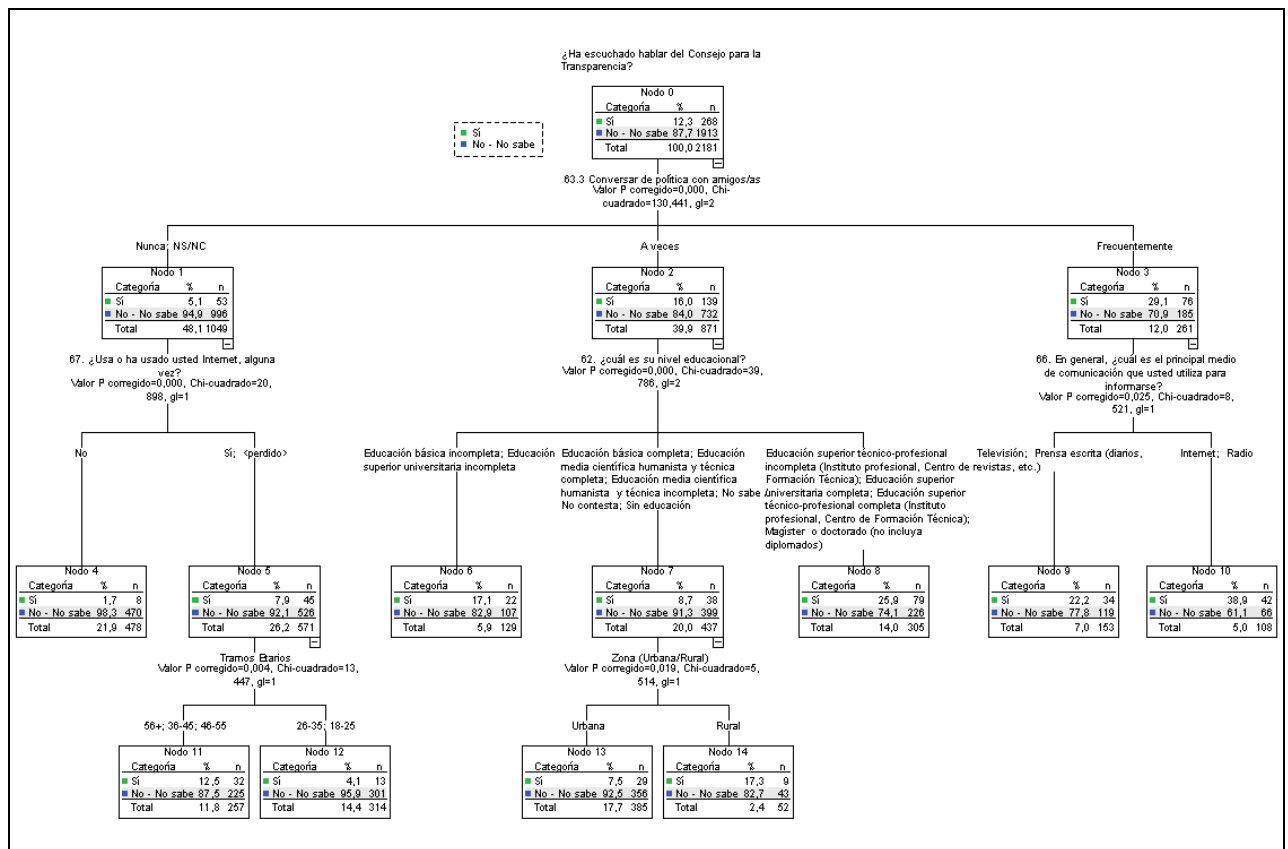 ¿Ha escuchado hablar del Consejo para la
Transparencia?
Nodo 0
Categoría % n
Sí 12,3 268
No - No sabe 87,7 1913
Total 100,0 2181
Sí
No - No sabe
63.3 Conversar de política con amigos/as
Valor P corregido=0,000, Chi-
cuadrado=130,441, gl=2
Nunca; NS/NC
A veces
Frecuentemente
Nodo 1
Categoría % n
Sí 5,1 53
No - No sabe 94,9 996
Total 48,1 1049
Nodo 2
Categoría % n
Sí 16,0 139
No - No sabe 84,0 732
Total 39,9 871
Nodo 3
Categoría % n
Sí 29,1 76
No - No sabe 70,9 185
Total 12,0 261
67. ¿Usa o ha usado usted Internet, alguna
vez?
Valor P corregido=0,000, Chi-cuadrado=20,
898, gl=1
62. ¿cuál es su nivel educacional?
Valor P corregido=0,000, Chi-cuadrado=39,
786, gl=2
66. En general, ¿cuál es el principal medio
de comunicación que usted utiliza para
informarse?
Valor P corregido=0,025, Chi-cuadrado=8,
521, gl=1
No
Sí; <perdido>
Educación básica incompleta; Educación
superior universitaria incompleta
Educación básica completa; Educación
media científica humanista y técnica
completa; Educación media científica
humanista y técnica incompleta; No sabe /
No contesta; Sin educación
Educación superior técnico-profesional
incompleta (Instituto profesional, Centro de
Formación Técnica); Educación superior
universitaria completa; Educación superior
técnico-profesional completa (Instituto
profesional, Centro de Formación Técnica);
Magíster o doctorado (no incluya
diplomados)
Televisión; Prensa escrita (diarios,
revistas, etc.)
Internet; Radio
Nodo 4
Categoría % n
Sí 1,7 8
No - No sabe 98,3 470
Total 21,9 478
Nodo 5
Categoría % n
Sí 7,9 45
No - No sabe 92,1 526
Total 26,2 571
Nodo 6
Categoría % n
Sí 17,1 22
No - No sabe 82,9 107
Total 5,9 129
Nodo 7
Categoría % n
Sí 8,7 38
No - No sabe 91,3 399
Total 20,0 437
Nodo 8
Categoría % n
Sí 25,9 79
No - No sabe 74,1 226
Total 14,0 305
Nodo 9
Categoría % n
Sí 22,2 34
No - No sabe 77,8 119
Total 7,0 153
Nodo 10
Categoría % n
Sí 38,9 42
No - No sabe 61,1 66
Total 5,0 108
Tramos Etarios
Valor P corregido=0,004, Chi-cuadrado=13,
447, gl=1
Zona (Urbana/Rural)
Valor P corregido=0,019, Chi-cuadrado=5,
514, gl=1
56+; 36-45; 46-55
26-35; 18-25
Urbana
Rural
Nodo 11
Categoría % n
Sí 12,5 32
No - No sabe 87,5 225
Total 11,8 257
Nodo 12
Categoría % n
Sí 4,1 13
No - No sabe 95,9 301
Total 14,4 314
Nodo 13
Categoría % n
Sí 7,5 29
No - No sabe 92,5 356
Total 17,7 385
Nodo 14
Categoría % n
Sí 17,3 9
No - No sabe 82,7 43
Total 2,4 52